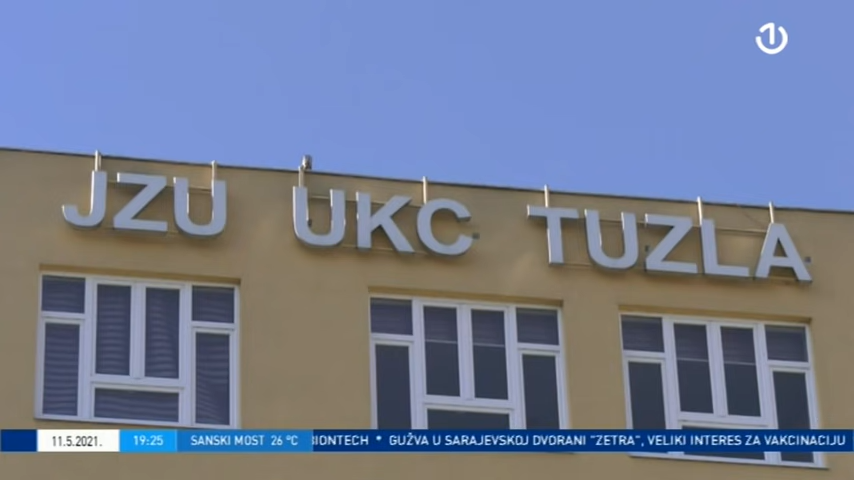 JZU UKC TUZLA
11.5.2021. 19:25 SANSKI MOST 26 °C BIONTECH * GUŽVA U SARAJEVSKOJ DVORANI "ZETRA", VELIKI INTERES ZA VAKCINACIJU